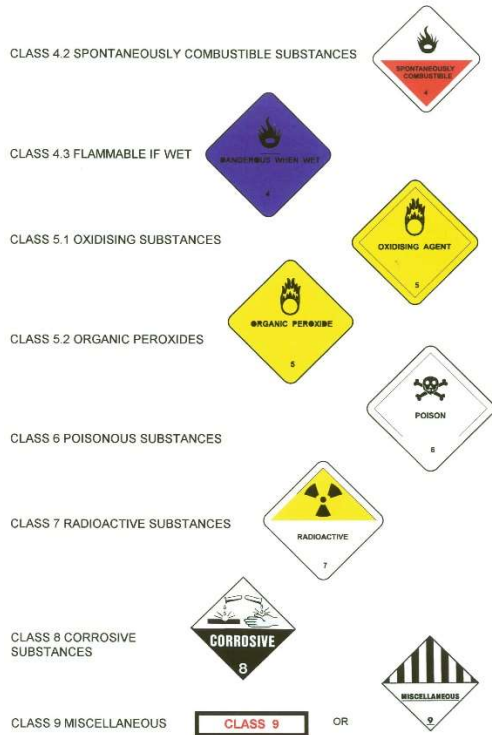 CLASS 4.2 SPONTANEOUSLY COMBUSTIBLE SUBSTANCES
SPONTANEOUSLY
COMBUSTIBLE
4
CLASS 4.3 FLAMMABLE IF WET
DANGEROUS WHEN WET
4
CLASS 5.1 OXIDISING SUBSTANCES
OXIDISING AGENT
5
CLASS 5.2 ORGANIC PEROXIDES
ORGANIC PEROXIDE
5
CLASS 6 POISONOUS SUBSTANCES
POISON
6
CLASS 7 RADIOACTIVE SUBSTANCES
RADIOACTIVE
7
CLASS 8 CORROSIVE
SUBSTANCES
CORROSIVE
8
CLASS 9 MISCELLANEOUS
CLASS 9
OR
MISCELLANEOUS
9